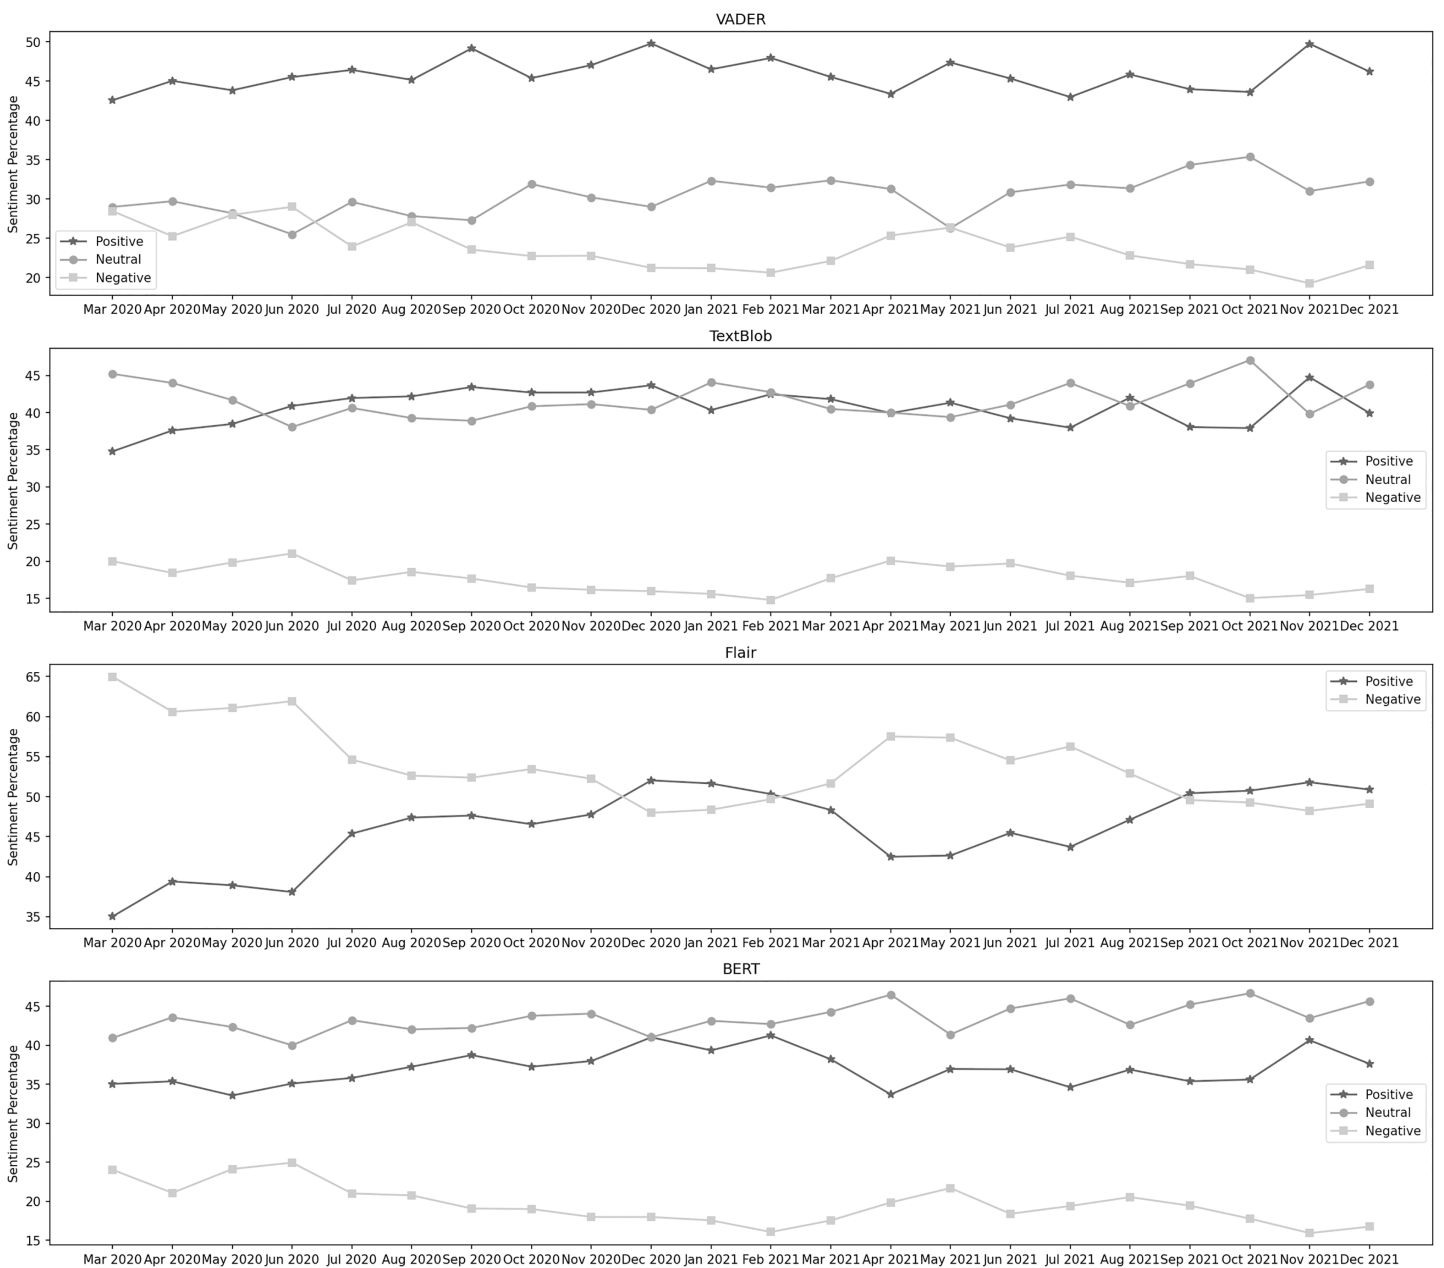 VADER
50
45
40
35
30
25
20
Sentiment Percentage
Positive
Neutral
Negative
Mar 2020 Apr 2020 May 2020 Jun 2020 Jul 2020 Aug 2020 Sep 2020 Oct 2020 Nov 2020 Dec 2020 Jan 2021 Feb 2021 Mar 2021 Apr 2021 May 2021 Jun 2021 Jul 2021 Aug 2021 Sep 2021 Oct 2021 Nov 2021 Dec 2021
TextBlob
45
40
35
30
25
20
15
Sentiment Percentage
Positive
Neutral
Negative
Mar 2020 Apr 2020 May 2020 Jun 2020 Jul 2020 Aug 2020 Sep 2020 Oct 2020 Nov 2020 Dec 2020 Jan 2021 Feb 2021 Mar 2021 Apr 2021 May 2021 Jun 2021 Jul 2021 Aug 2021 Sep 2021 Oct 2021 Nov 2021 Dec 2021
Flair
65
60
55
50
45
40
35
Sentiment Percentage
Positive
Negative
Mar 2020 Apr 2020 May 2020 Jun 2020 Jul 2020 Aug 2020 Sep 2020 Oct 2020 Nov 2020 Dec 2020 Jan 2021 Feb 2021 Mar 2021 Apr 2021 May 2021 Jun 2021 Jul 2021 Aug 2021 Sep 2021 Oct 2021 Nov 2021 Dec 2021
BERT
45
40
35
30
25
20
15
Sentiment Percentage
Positive
Neutral
Negative
Mar 2020 Apr 2020 May 2020 Jun 2020 Jul 2020 Aug 2020 Sep 2020 Oct 2020 Nov 2020 Dec 2020 Jan 2021 Feb 2021 Mar 2021 Apr 2021 May 2021 Jun 2021 Jul 2021 Aug 2021 Sep 2021 Oct 2021 Nov 2021 Dec 2021